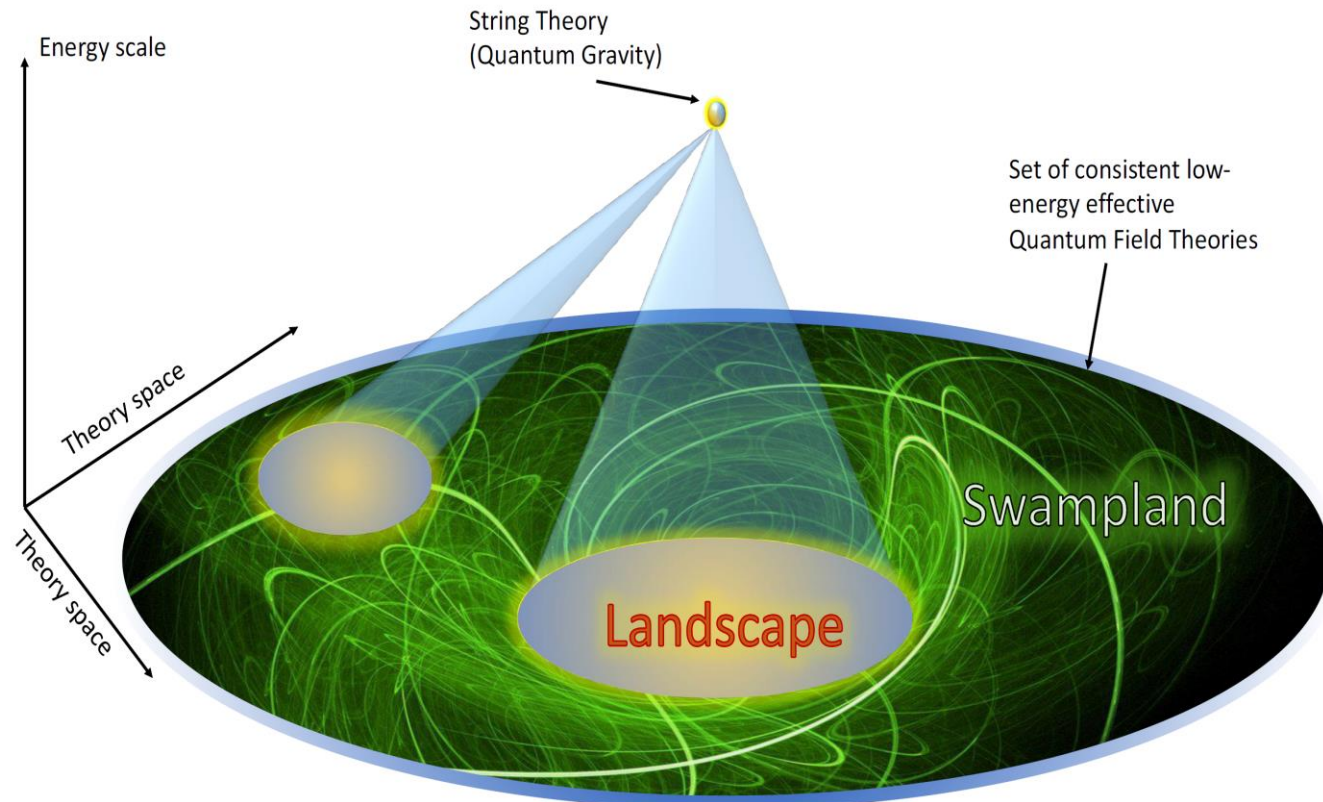 Energy scale
String Theory
(Quantum Gravity)
Set of consistent low-
energy effective
Quantum Field Theories
Theory space
Theory space
Swampland
Landscape